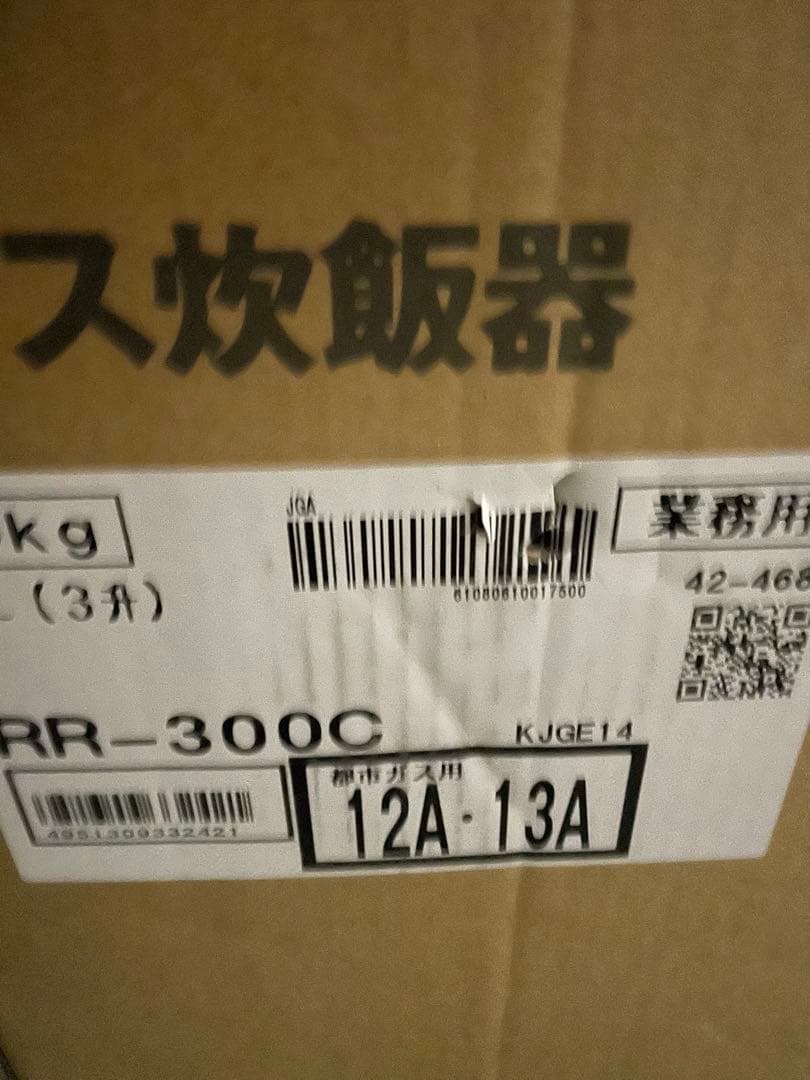 ス炊飯器
kg
JGA
業務用
(3升)
61080610017500
42-468
RR-300C
KJGE14
都市ガス用
12A・13A
4951309332421